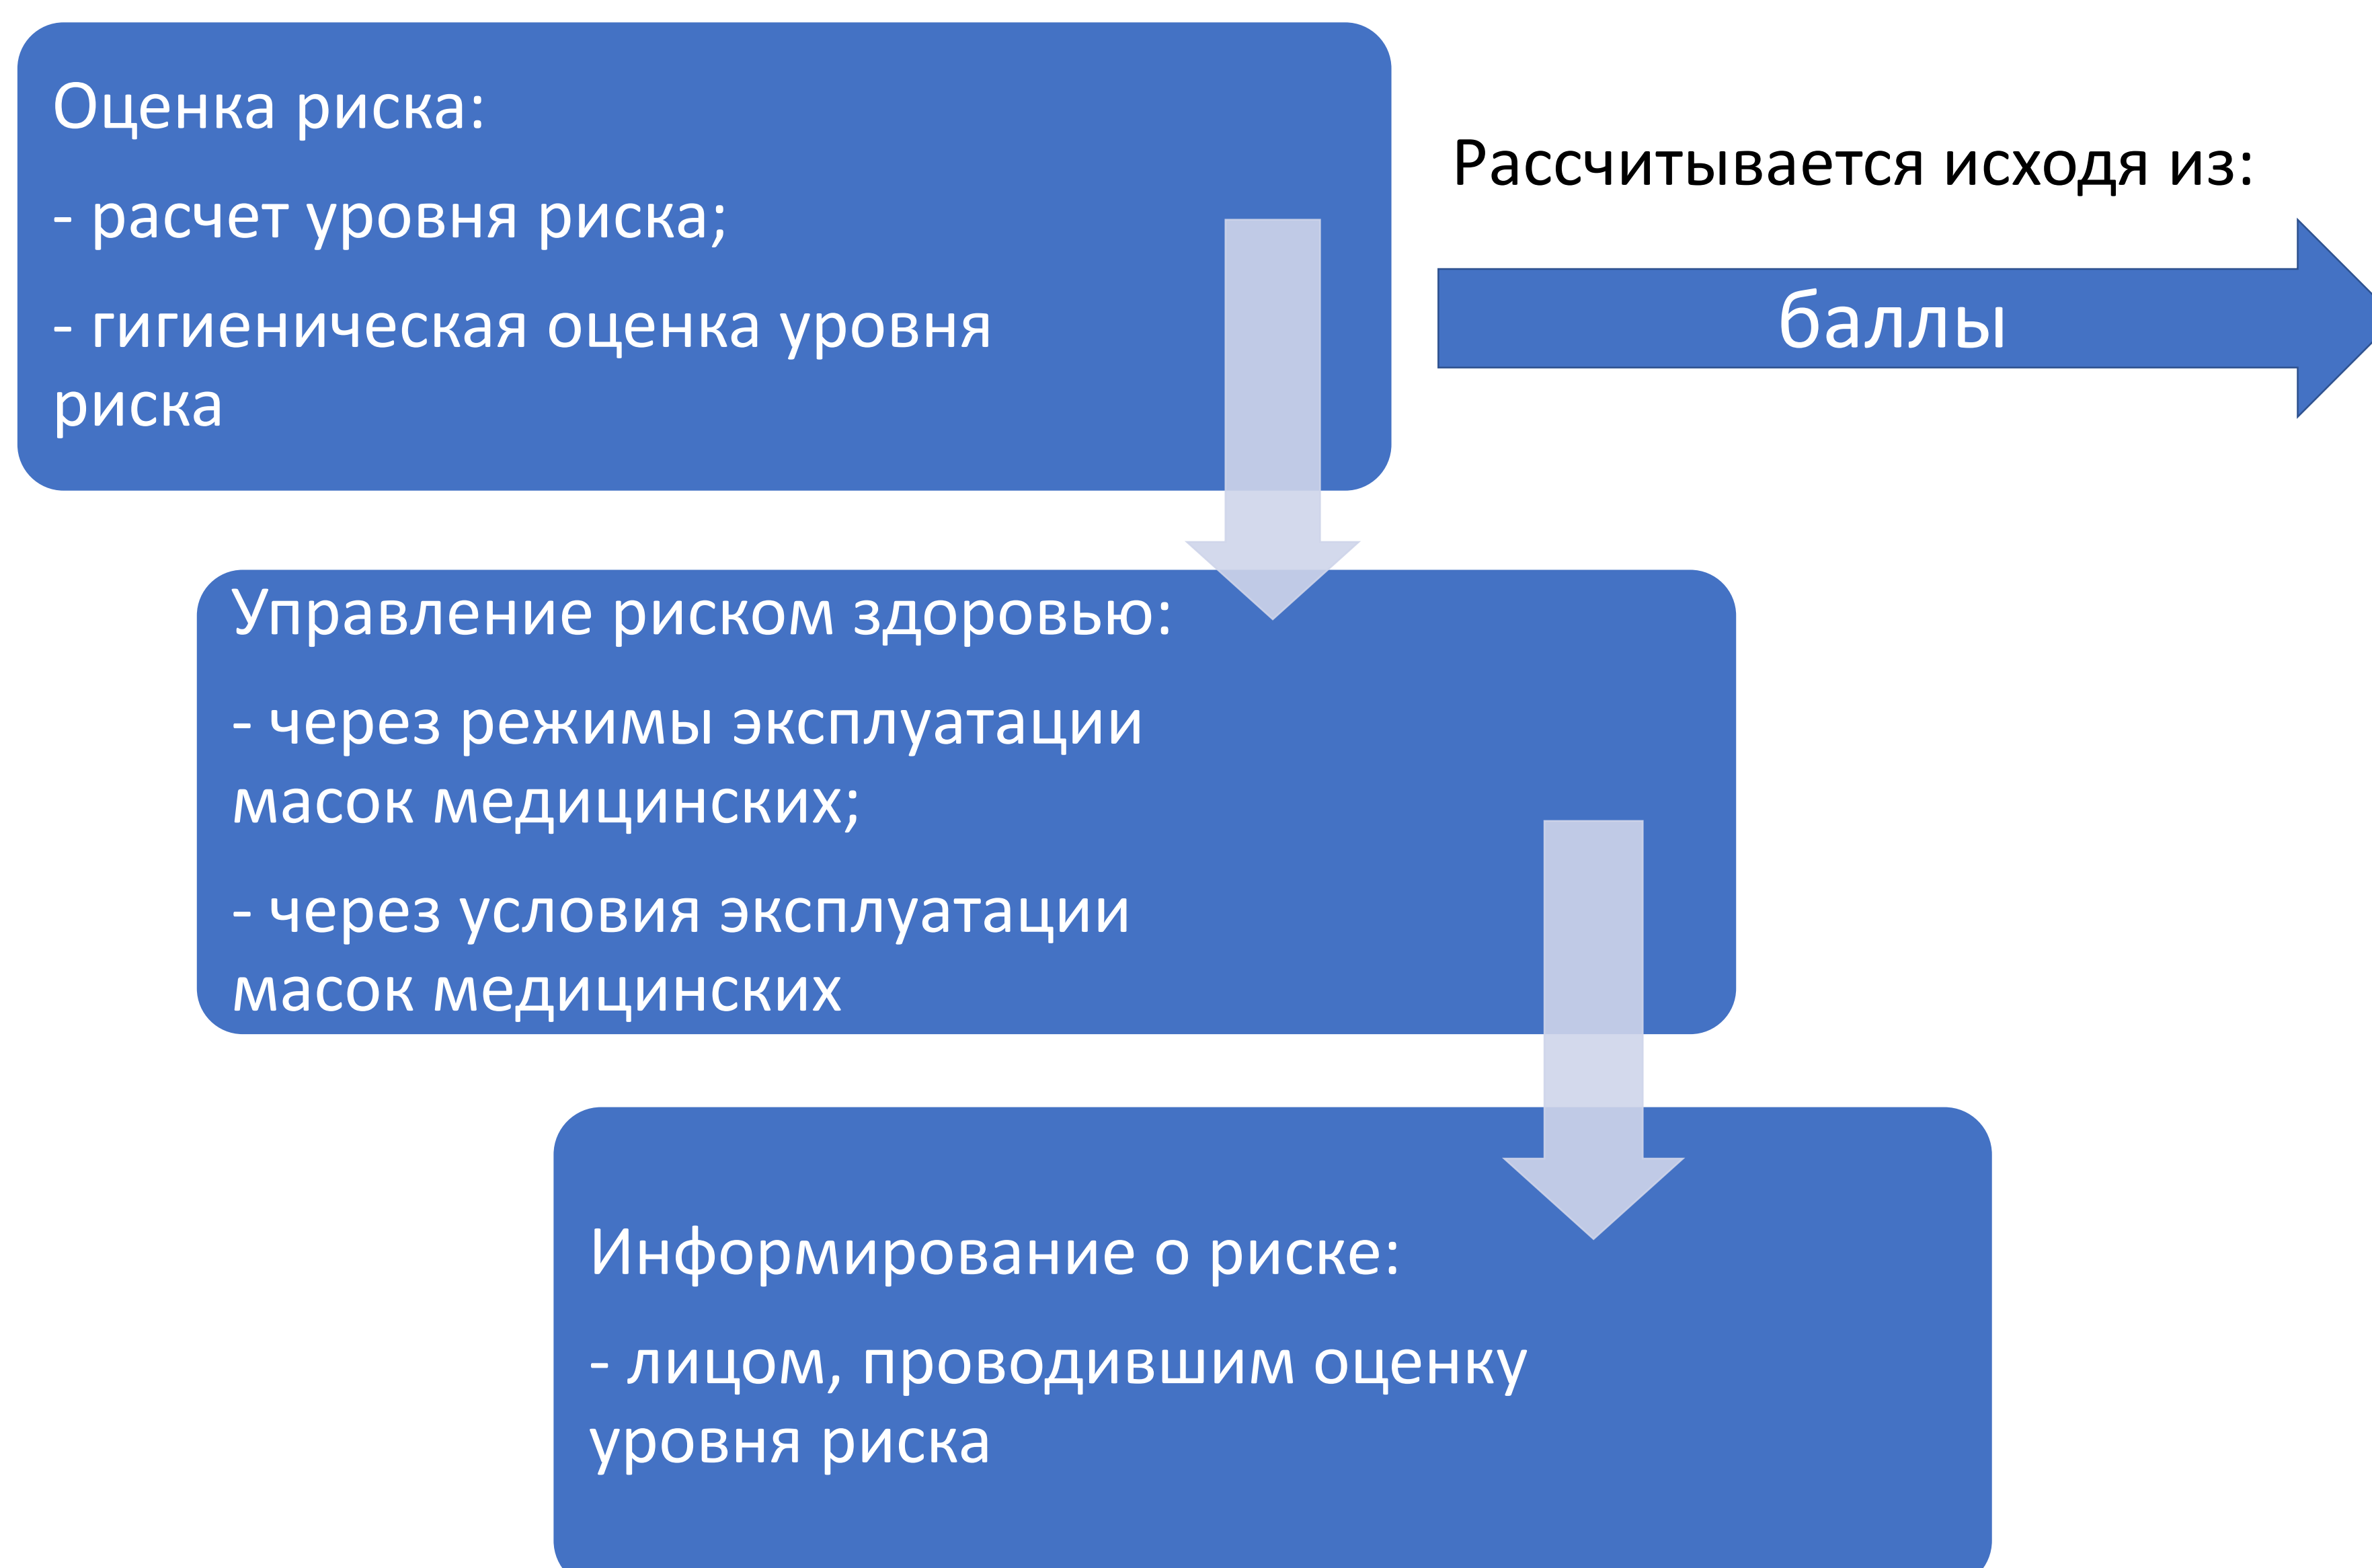 Оценка риска:
- расчет уровня риска;
- гигиеническая оценка уровня
риска
Рассчитывается исходя из:
баллы
Управление риском здоровью:
- через режимы эксплуатации
масок медицинских;
- через условия эксплуатации
масок медицинских
Информирование о риске:
- лицом, проводившим оценку
уровня риска